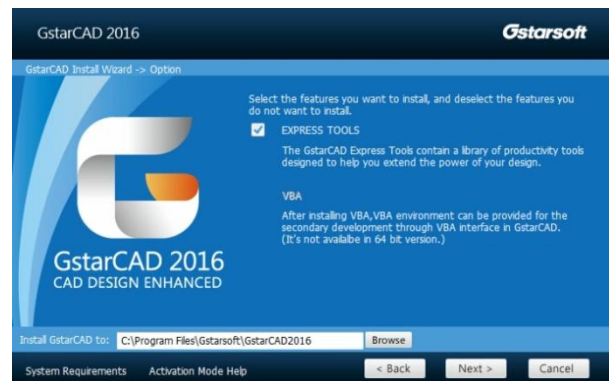 GstarCAD 2016
Gstarsoft
GstarCAD Install Wizard -> Option
Select the features you want to install, and deselect the features you
do not want to install.
EXPRESS TOOLS
The GstarCAD Express Tools contain a library of productivity tools
designed to help you extend the power of your design.
VBA
After installing VBA,VBA environment can be provided for the
secondary development through VBA interface in GstarCAD.
(It's not availalbe in 64 bit version.)
GstarCAD 2016
CAD DESIGN ENHANCED
Install GstarCAD to: C:\Program Files\Gstarsoft\GstarCAD2016 Browse
System Requirements Activation Mode Help < Back Next > Cancel